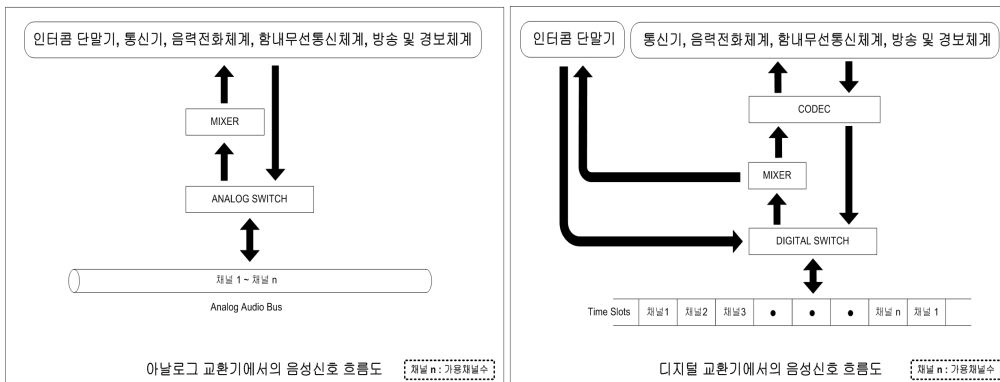 인터콤 단말기, 통신기, 음력전화체계, 함내무선통신체계, 방송 및 경보체계
MIXER
ANALOG SWITCH
채널 1 ~ 채널 n
Analog Audio Bus
아날로그 교환기에서의 음성신호 흐름도
채널 n : 가용채널수
인터콤 단말기
통신기, 음력전화체계, 함내무선통신체계, 방송 및 경보체계
CODEC
MIXER
DIGITAL SWITCH
Time Slots 채널1 채널2 채널3 ● ● ● 채널 n 채널 1
디지털 교환기에서의 음성신호 흐름도
채널 n : 가용채널수